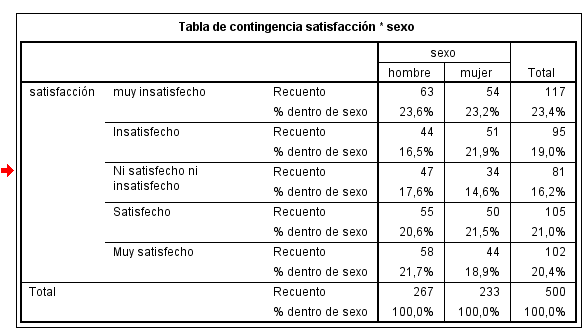 Tabla de contingencia satisfacción * sexo
sexo
hombre mujer Total
satisfacción muy insatisfecho Recuento 63 54 117
% dentro de sexo 23,6% 23,2% 23,4%
Insatisfecho Recuento 44 51 95
% dentro de sexo 16,5% 21,9% 19,0%
Ni satisfecho ni insatisfecho Recuento 47 34 81
% dentro de sexo 17,6% 14,6% 16,2%
Satisfecho Recuento 55 50 105
% dentro de sexo 20,6% 21,5% 21,0%
Muy satisfecho Recuento 58 44 102
% dentro de sexo 21,7% 18,9% 20,4%
Total Recuento 267 233 500
% dentro de sexo 100,0% 100,0% 100,0%